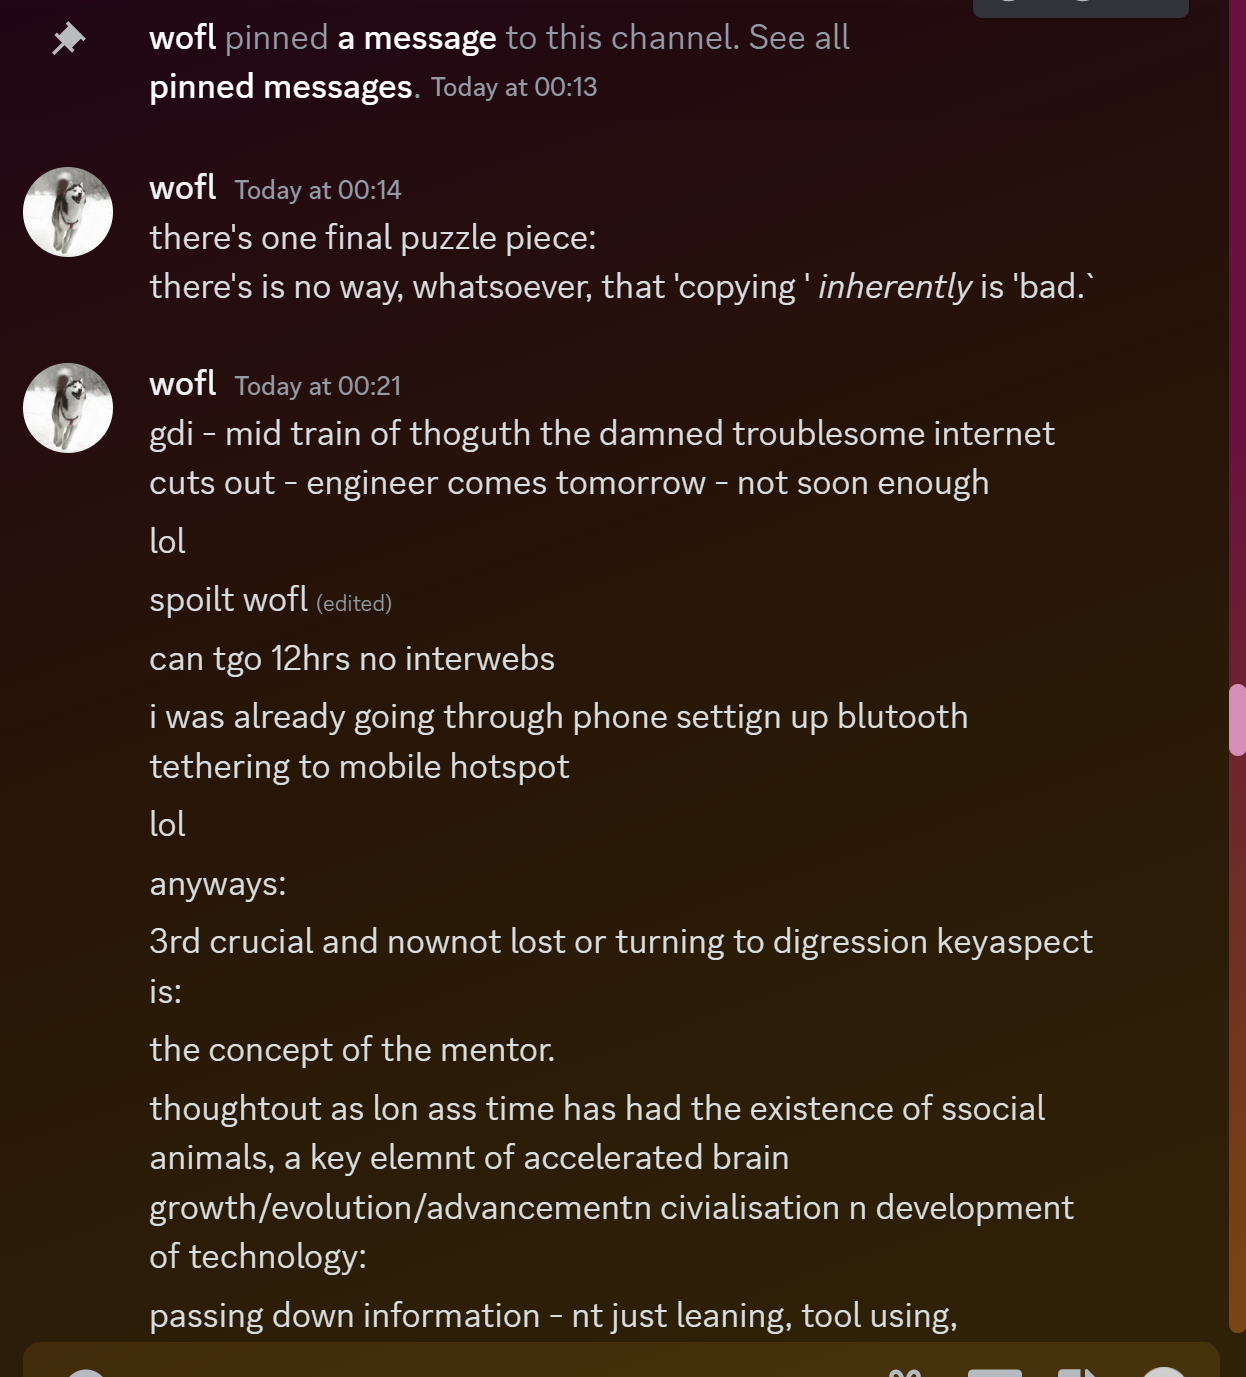 wofl pinned a message to this channel. See all
pinned messages. Today at 00:13
wofl Today at 00:14
there's one final puzzle piece:
there's is no way, whatsoever, that 'copying ' inherently is 'bad.`
wofl Today at 00:21
gdi - mid train of thoguth the damned troublesome internet
cuts out - engineer comes tomorrow - not soon enough
lol
spoilt wofl (edited)
can tgo 12hrs no interwebs
i was already going through phone settign up blutooth
tethering to mobile hotspot
lol
anyways:
3rd crucial and nownot lost or turning to digression keyaspect
is:
the concept of the mentor.
thoughtout as lon ass time has had the existence of ssocial
animals, a key elemnt of accelerated brain
growth/evolution/advancementn civialisation n development
of technology:
passing down information - nt just leaning, tool using,